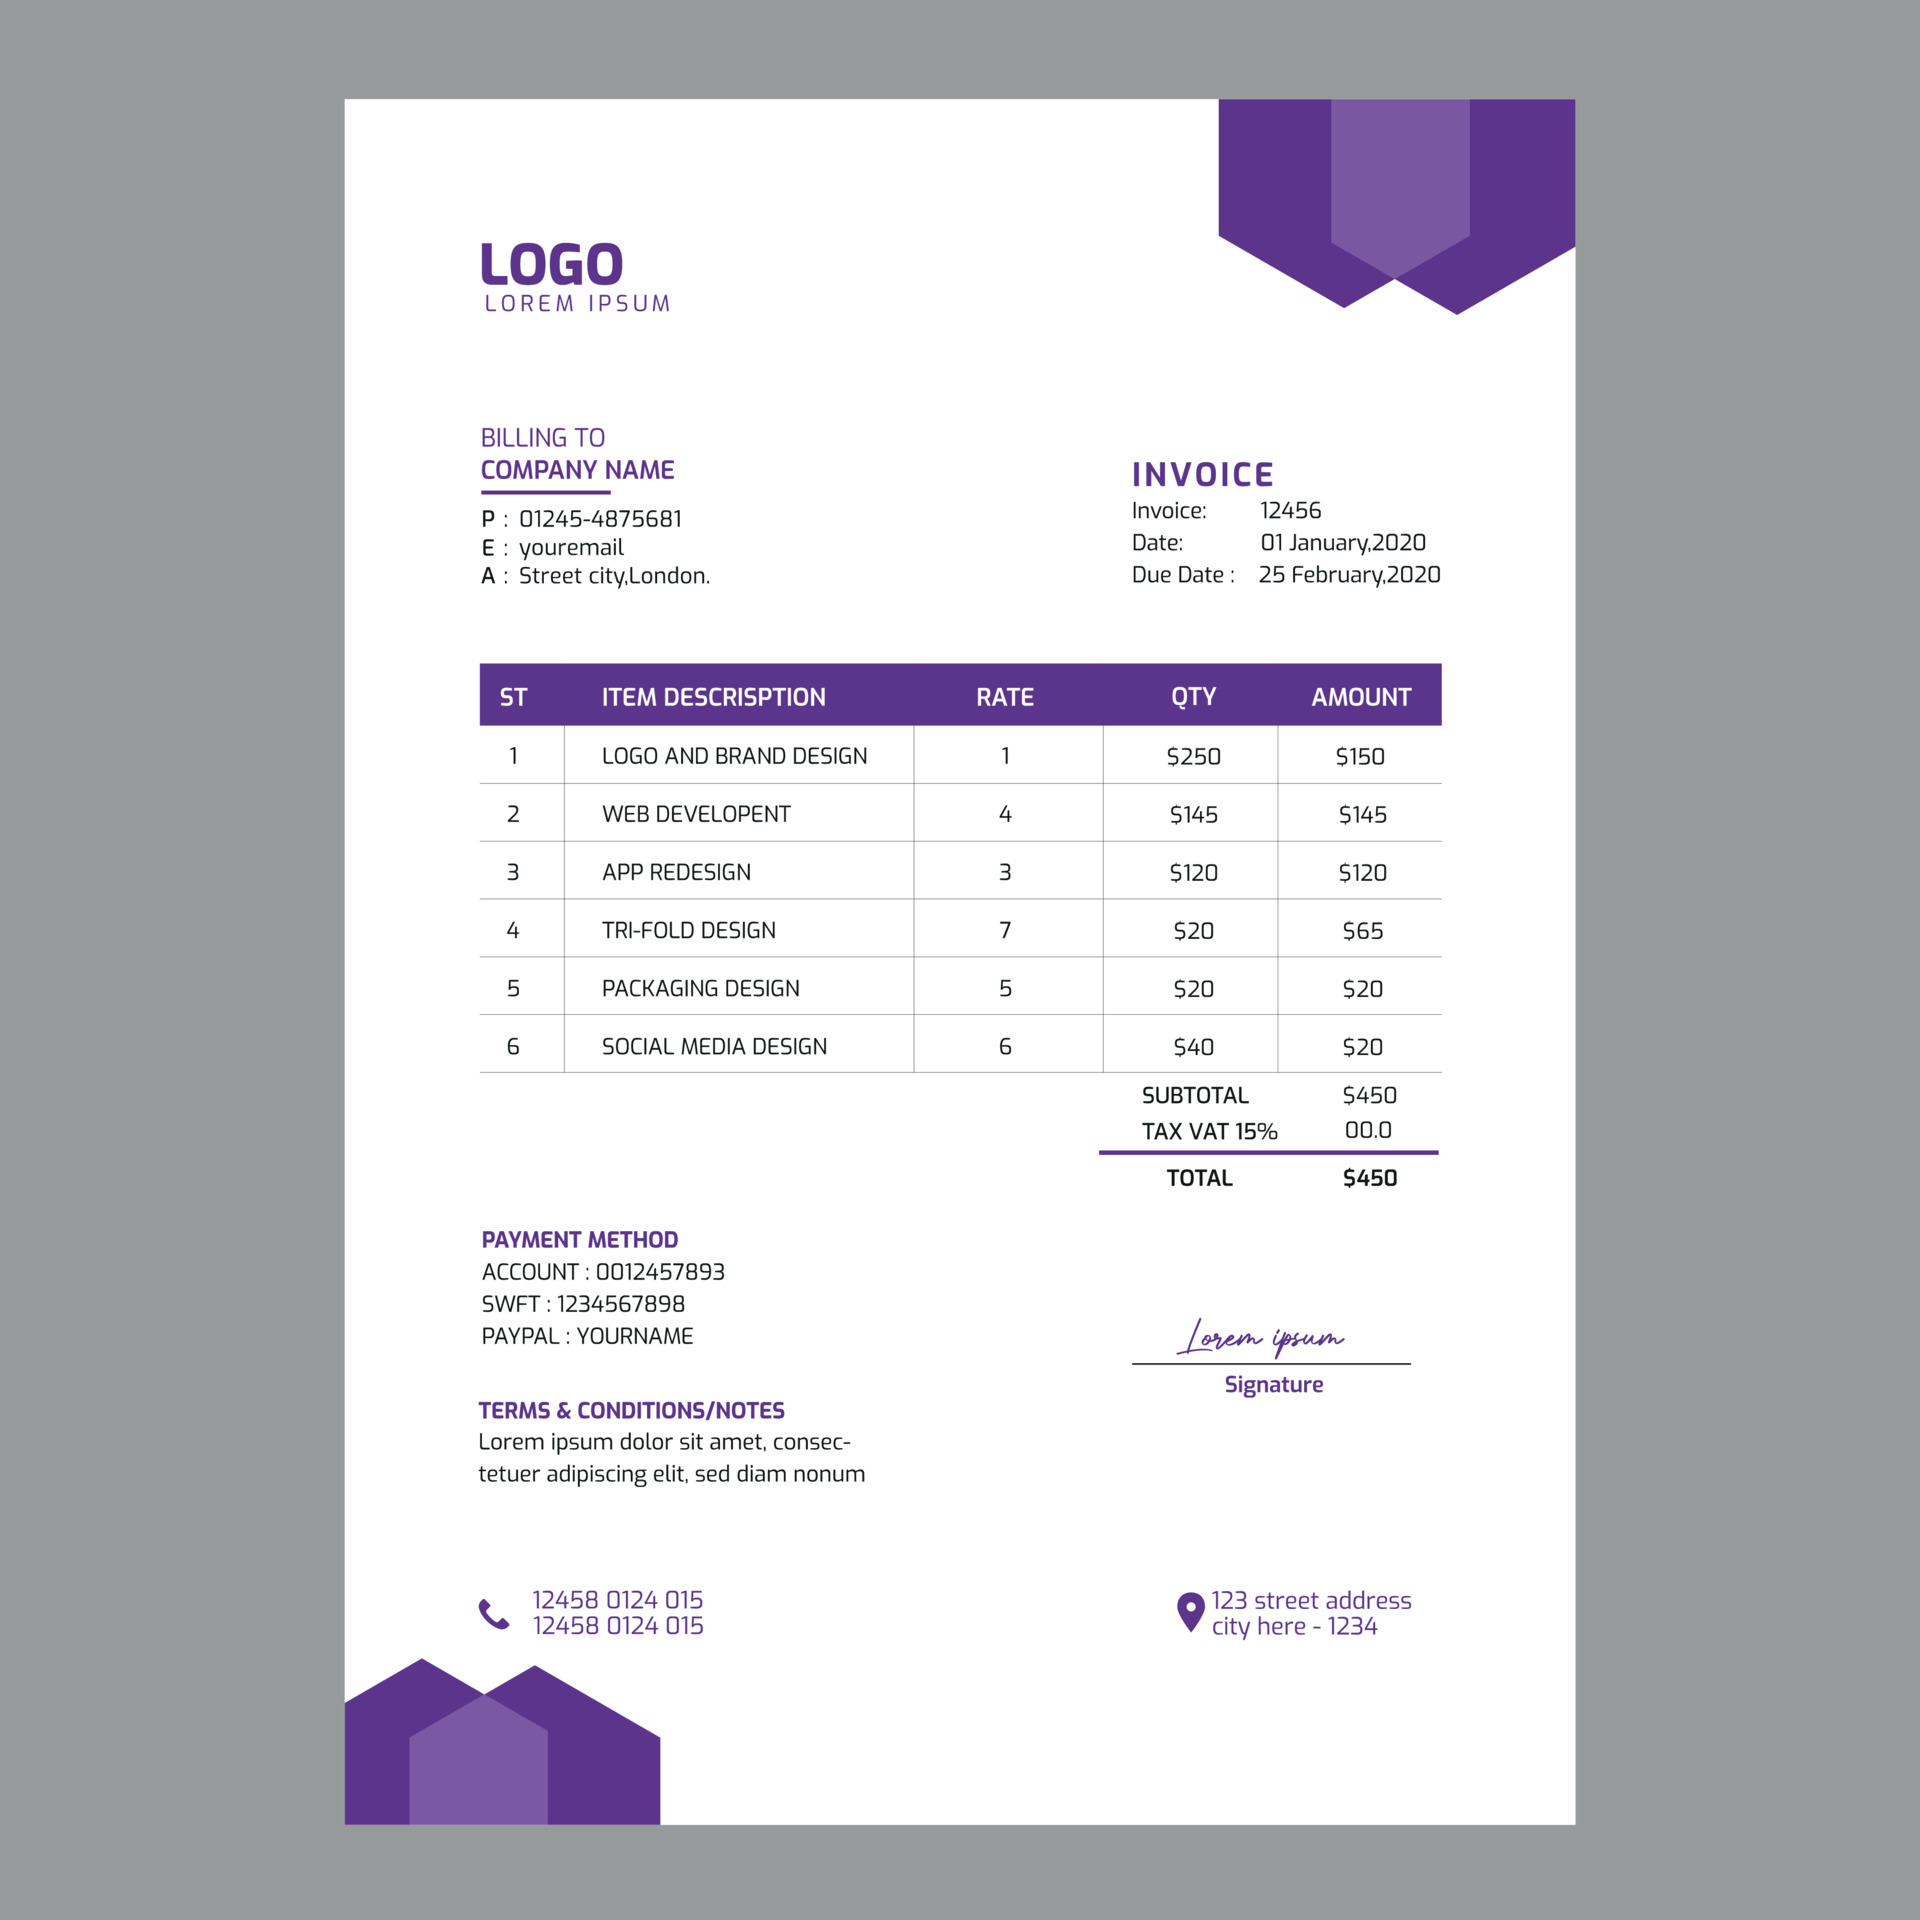 LOGO
LOREM IPSUM
BILLING TO
COMPANY NAME
P : 01245-4875681
E : youremail
A : Street city,London.
INVOICE
Invoice: 12456
Date: 01 January,2020
Due Date : 25 February,2020
ST ITEM DESCRISPTION RATE QTY AMOUNT
1 LOGO AND BRAND DESIGN 1 $250 $150
2 WEB DEVELOPENT 4 $145 $145
3 APP REDESIGN 3 $120 $120
4 TRI-FOLD DESIGN 7 $20 $65
5 PACKAGING DESIGN 5 $20 $20
6 SOCIAL MEDIA DESIGN 6 $40 $20
SUBTOTAL $450
TAX VAT 15% 00.0
TOTAL $450
PAYMENT METHOD
ACCOUNT : 0012457893
SWFT : 1234567898
PAYPAL : YOURNAME
Lorem ipsum
Signature
TERMS & CONDITIONS/NOTES
Lorem ipsum dolor sit amet, consec-
tetuer adipiscing elit, sed diam nonum
12458 0124 015
12458 0124 015
123 street address
city here - 1234